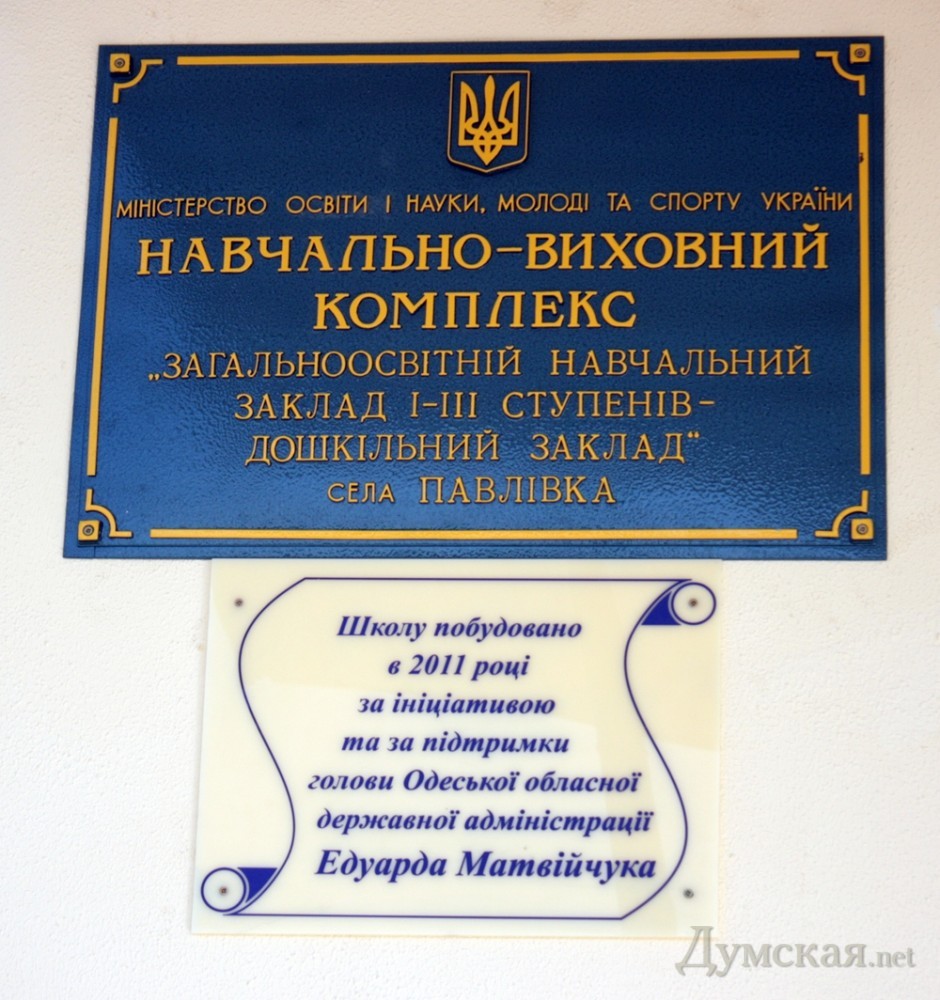 МІНІСТЕРСТВО ОСВІТИ І НАУКИ, МОЛОДІ ТА СПОРТУ УКРАЇНИ
НАВЧАЛЬНО-ВИХОВНИЙ
КОМПЛЕКС
„ЗАГАЛЬНООСВІТНІЙ НАВЧАЛЬНИЙ
ЗАКЛАД І-ІІІ СТУПЕНІВ-
ДОШКІЛЬНИЙ ЗАКЛАД“
СЕЛА ПАВЛІВКА
Школу побудовано
в 2011 році
за ініціативою
та за підтримки
голови Одеської обласної
державної адміністрації
Едуарда Матвійчука
Думская.net